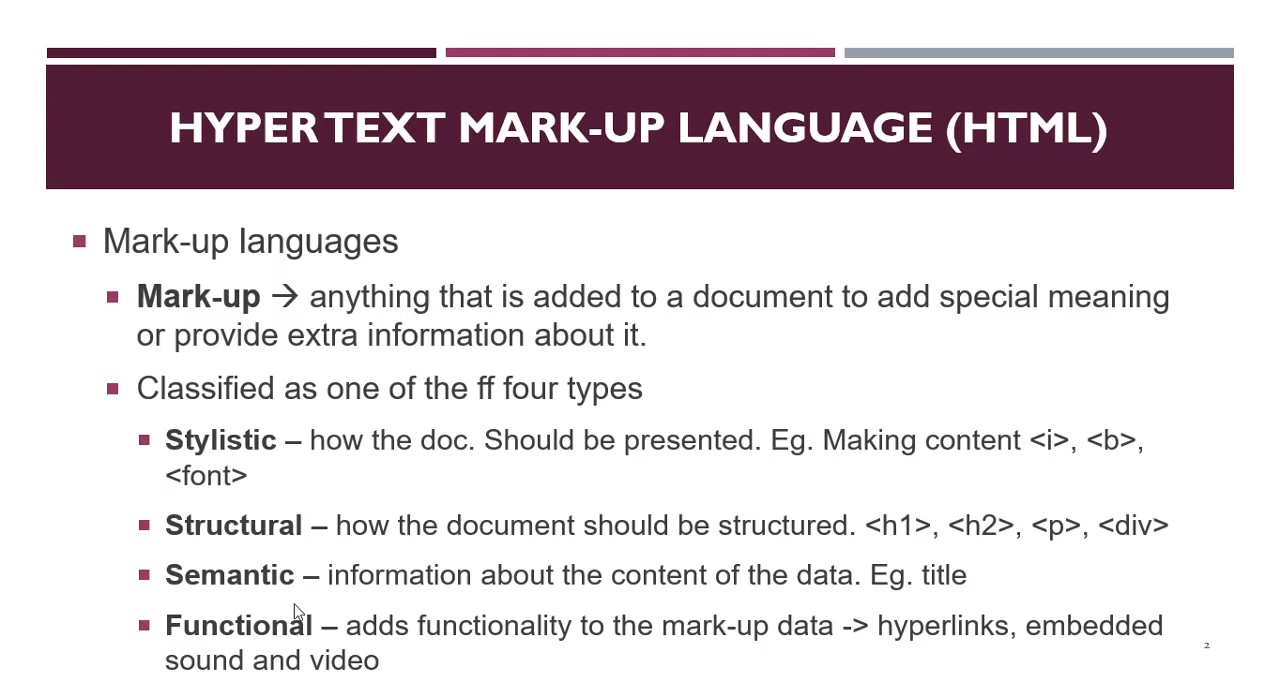 HYPER TEXT MARK-UP LANGUAGE (HTML)
Mark-up languages
Mark-up → anything that is added to a document to add special meaning
or provide extra information about it.
Classified as one of the ff four types
Stylistic – how the doc. Should be presented. Eg. Making content <i>, <b>,
<font>
Structural – how the document should be structured. <h1>, <h2>, <p>, <div>
Semantic – information about the content of the data. Eg. title
Functional – adds functionality to the mark-up data -> hyperlinks, embedded
sound and video
2